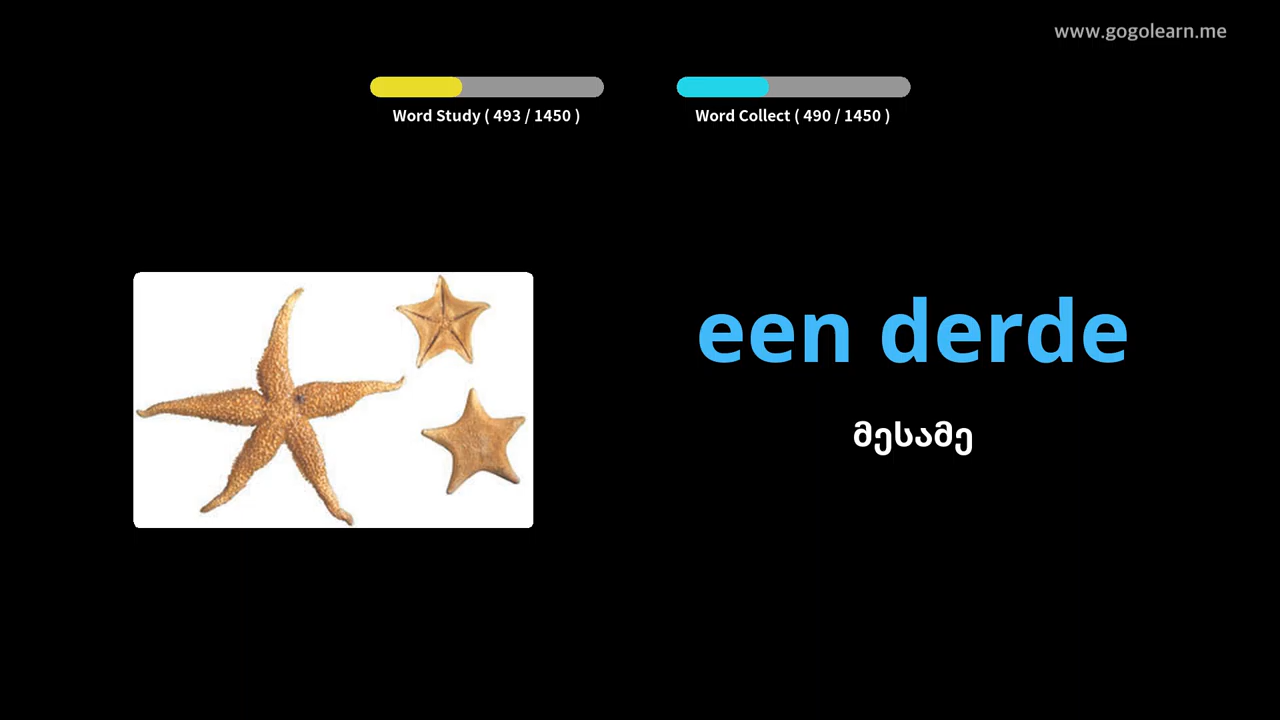 www.gogolearn.me
Word Study ( 493 / 1450 )
Word Collect ( 490 / 1450 )
een derde
მესამე